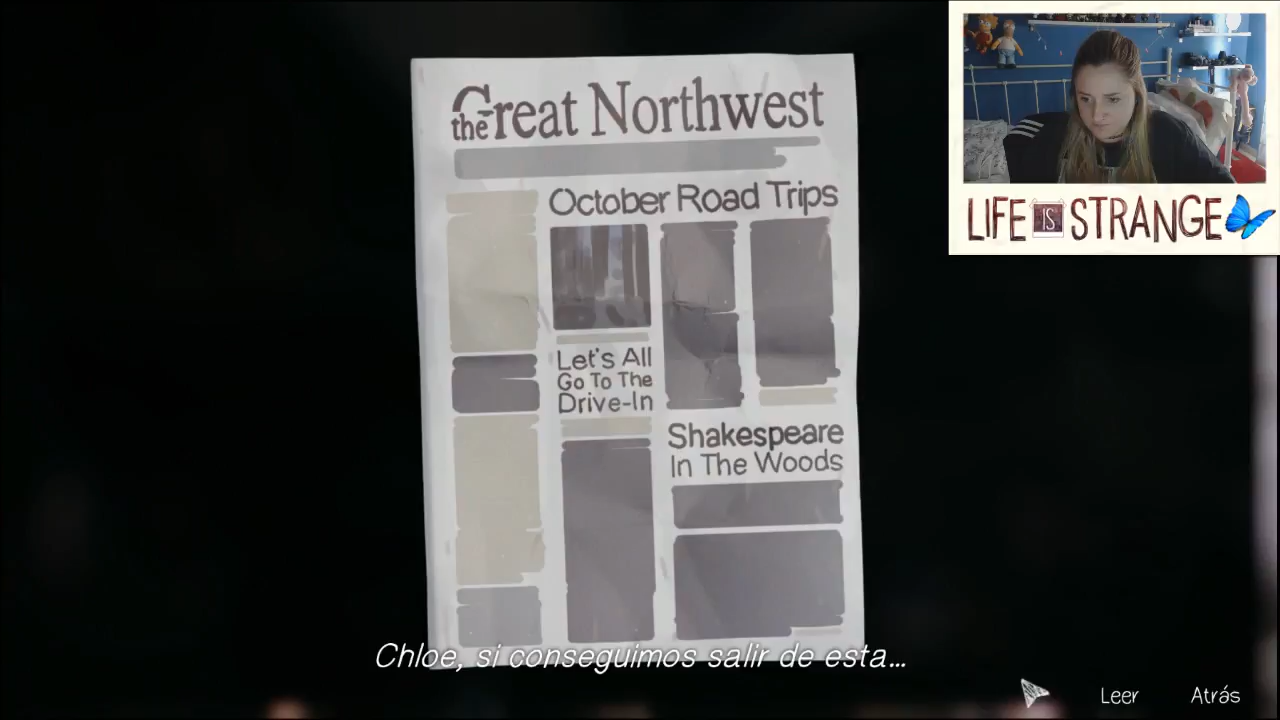 the Great Northwest
October Road Trips
Let's All
Go To The
Drive-In
Shakespeare
In The Woods
LIFE IS STRANGE
Chloe, si conseguimos salir de esta...
Leer
Atrás